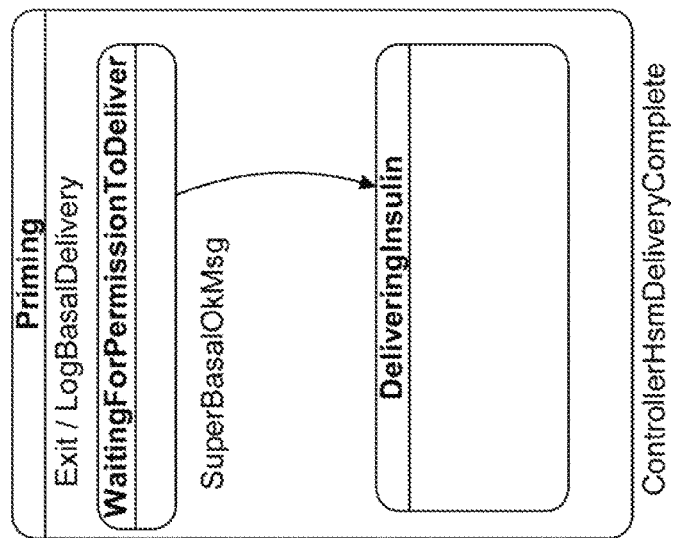 Priming
Exit / LogBasalDelivery
WaitingForPermissionToDeliver
SuperBasalOkMsg
DeliveringInsulin
ControllerHsmDeliveryComplete